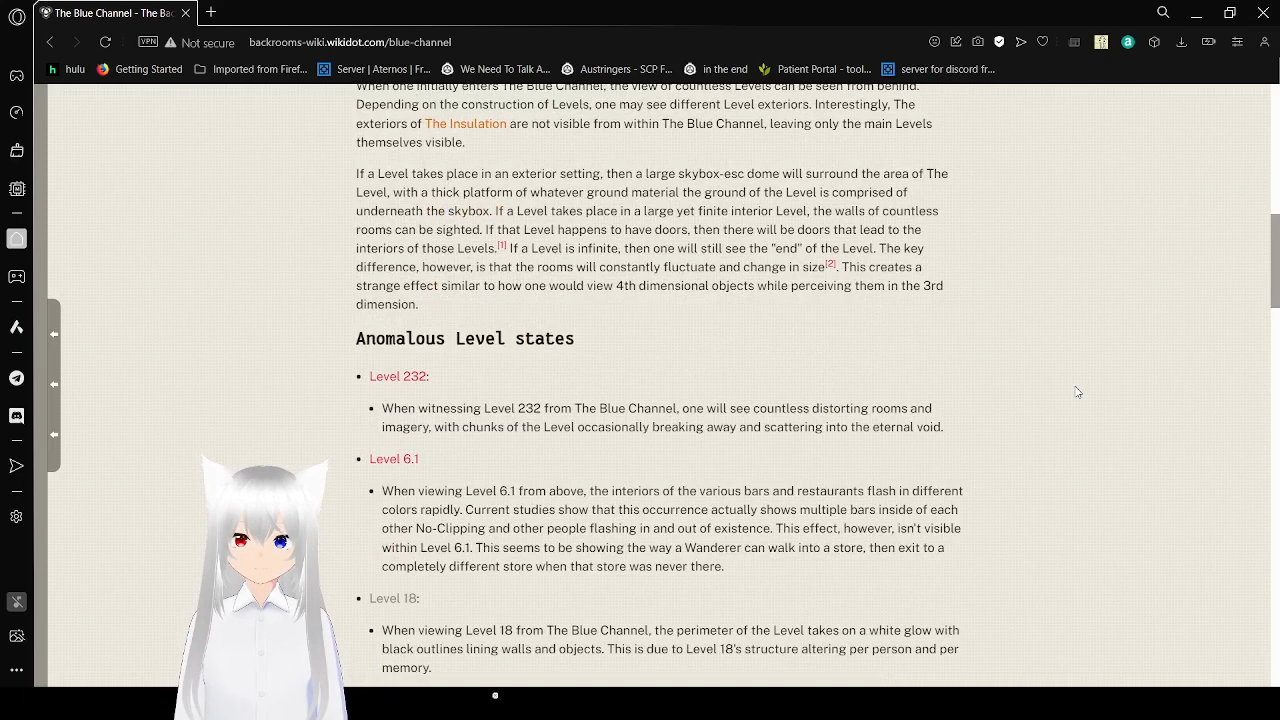 The Blue Channel - The Bac
VPN
Not secure
backrooms-wiki.wikidot.com/blue-channel
hulu
Getting Started
Imported from Firef...
Server | Aternos | Fr...
We Need To Talk A...
Austringers - SCP F...
in the end
Patient Portal - tool...
server for discord fr...
When one initially enters The Blue Channel, the view of countless Levels can be seen from behind.
Depending on the construction of Levels, one may see different Level exteriors. Interestingly, The
exteriors of The Insulation are not visible from within The Blue Channel, leaving only the main Levels
themselves visible.
If a Level takes place in an exterior setting, then a large skybox-esc dome will surround the area of The
Level, with a thick platform of whatever ground material the ground of the Level is comprised of
underneath the skybox. If a Level takes place in a large yet finite interior Level, the walls of countless
rooms can be sighted. If that Level happens to have doors, then there will be doors that lead to the
interiors of those Levels.[1] If a Level is infinite, then one will still see the "end" of the Level. The key
difference, however, is that the rooms will constantly fluctuate and change in size[2]. This creates a
strange effect similar to how one would view 4th dimensional objects while perceiving them in the 3rd
dimension.
Anomalous Level states
• Level 232:
• When witnessing Level 232 from The Blue Channel, one will see countless distorting rooms and
imagery, with chunks of the Level occasionally breaking away and scattering into the eternal void.
• Level 6.1
• When viewing Level 6.1 from above, the interiors of the various bars and restaurants flash in different
colors rapidly. Current studies show that this occurrence actually shows multiple bars inside of each
other No-Clipping and other people flashing in and out of existence. This effect, however, isn't visible
within Level 6.1. This seems to be showing the way a Wanderer can walk into a store, then exit to a
completely different store when that store was never there.
• Level 18:
• When viewing Level 18 from The Blue Channel, the perimeter of the Level takes on a white glow with
black outlines lining walls and objects. This is due to Level 18's structure altering per person and per
memory.